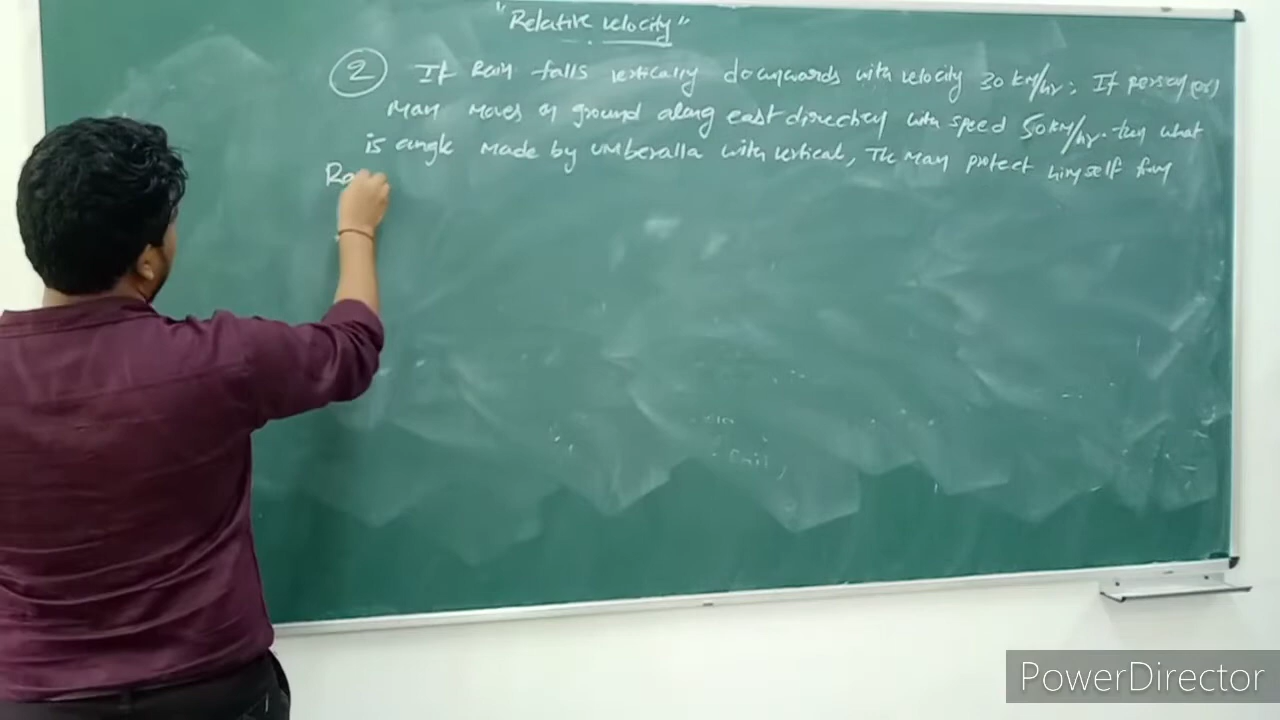 "Relative velocity"
2 If Rain falls vertically downwards with velocity 30 km/hr. If person (or)
man moves on ground along east direction with speed 50 km/hr. then what
is angle made by umberalla with vertical, The man protect himself from
Ra
PowerDirector